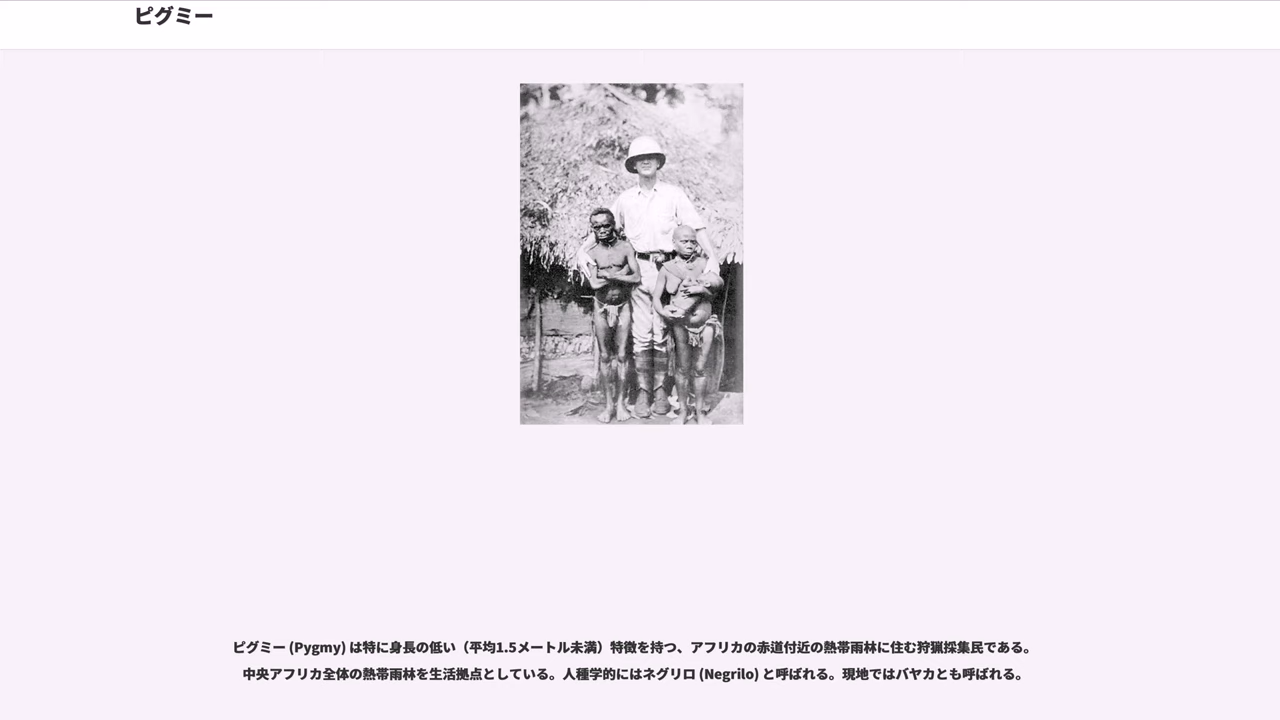 ピグミー
ピグミー (Pygmy) は特に身長の低い（平均1.5メートル未満）特徴を持つ、アフリカの赤道付近の熱帯雨林に住む狩猟採集民である。
中央アフリカ全体の熱帯雨林を生活拠点としている。人種学的にはネグリロ (Negrilo) と呼ばれる。現地ではバヤカとも呼ばれる。